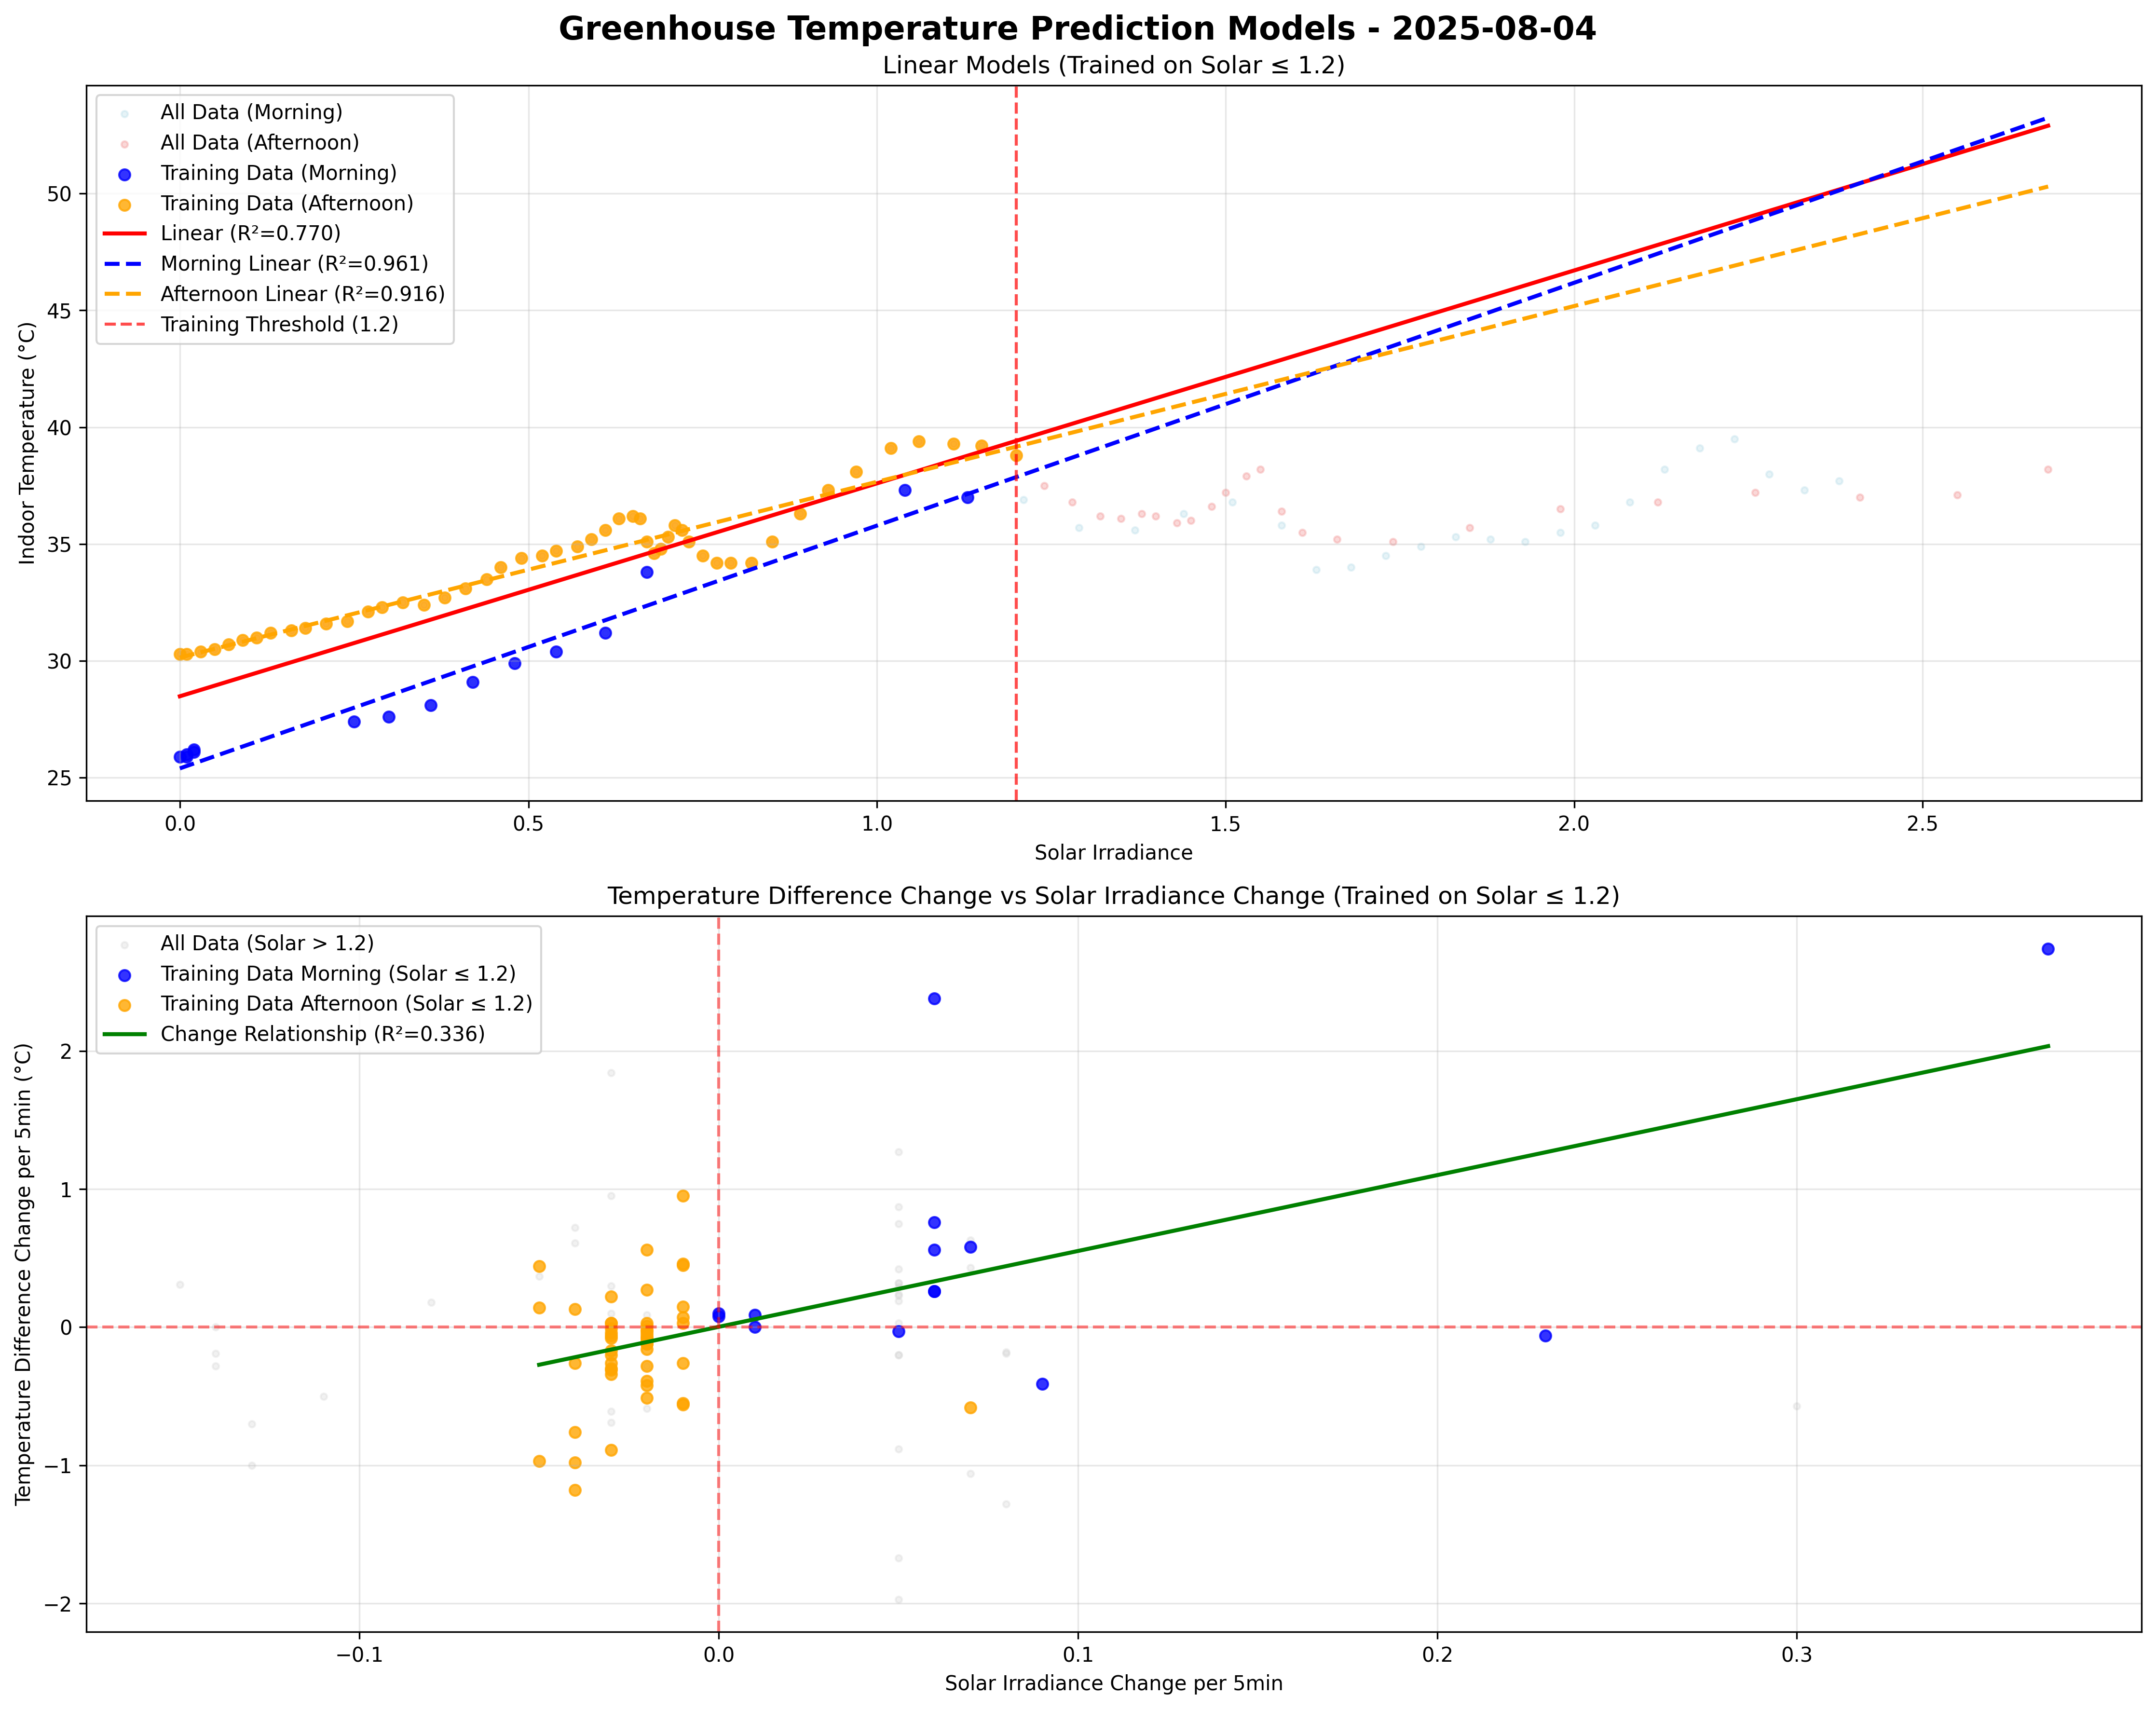 Greenhouse Temperature Prediction Models - 2025-08-04
Linear Models (Trained on Solar ≤ 1.2)
All Data (Morning)
All Data (Afternoon)
Training Data (Morning)
Training Data (Afternoon)
Linear (R²=0.770)
Morning Linear (R²=0.961)
Afternoon Linear (R²=0.916)
Training Threshold (1.2)
Indoor Temperature (°C)
50
45
40
35
30
25
0.0 0.5 1.0 1.5 2.0 2.5
Solar Irradiance
Temperature Difference Change vs Solar Irradiance Change (Trained on Solar ≤ 1.2)
All Data (Solar > 1.2)
Training Data Morning (Solar ≤ 1.2)
Training Data Afternoon (Solar ≤ 1.2)
Change Relationship (R²=0.336)
Temperature Difference Change per 5min (°C)
2
1
0
−1
−2
−0.1 0.0 0.1 0.2 0.3
Solar Irradiance Change per 5min